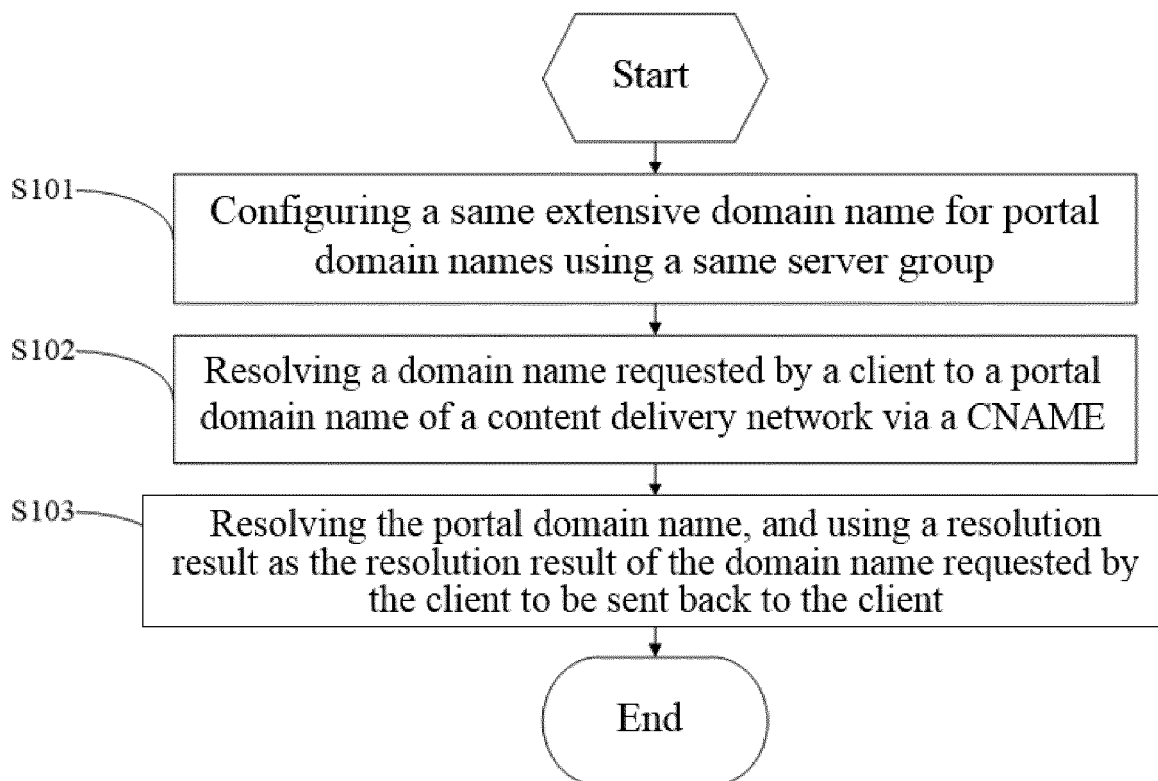 Start
S101
Configuring a same extensive domain name for portal
domain names using a same server group
S102
Resolving a domain name requested by a client to a portal
domain name of a content delivery network via a CNAME
S103
Resolving the portal domain name, and using a resolution
result as the resolution result of the domain name requested by
the client to be sent back to the client
End